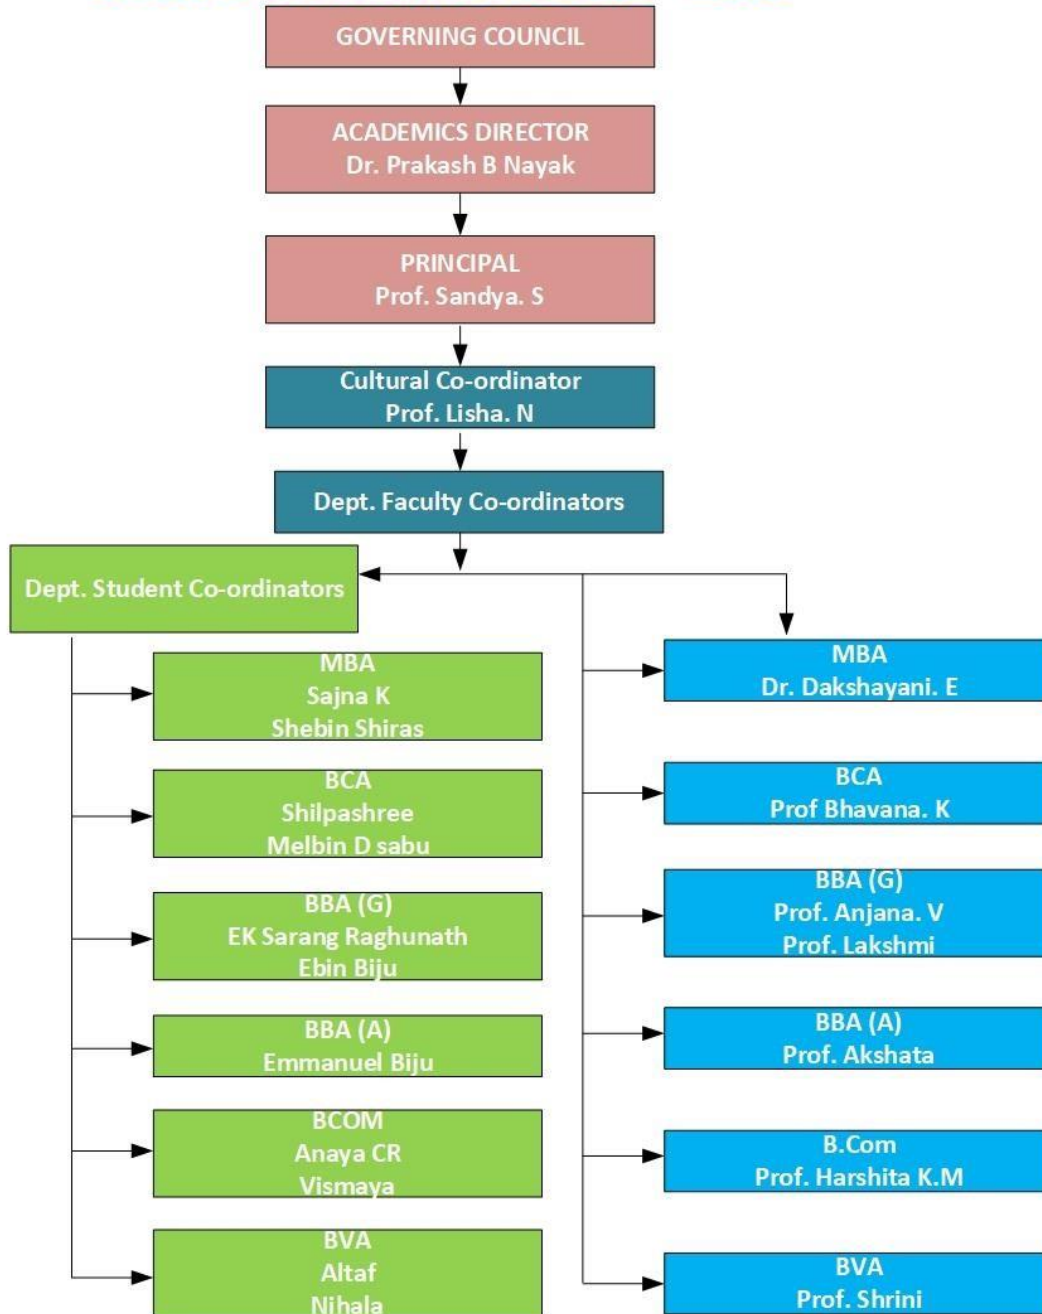 GOVERNING COUNCIL
ACADEMICS DIRECTOR
Dr. Prakash B Nayak
PRINCIPAL
Prof. Sandya. S
Cultural Co-ordinator
Prof. Lisha. N
Dept. Faculty Co-ordinators
Dept. Student Co-ordinators
MBA
Sajna K
Shebin Shiras
BCA
Shilpashree
Melbin D sabu
BBA (G)
EK Sarang Raghunath
Ebin Biju
BBA (A)
Emmanuel Biju
BCOM
Anaya CR
Vismaya
BVA
Altaf
Nihala
MBA
Dr. Dakshayani. E
BCA
Prof Bhavana. K
BBA (G)
Prof. Anjana. V
Prof. Lakshmi
BBA (A)
Prof. Akshata
B.Com
Prof. Harshita K.M
BVA
Prof. Shrini